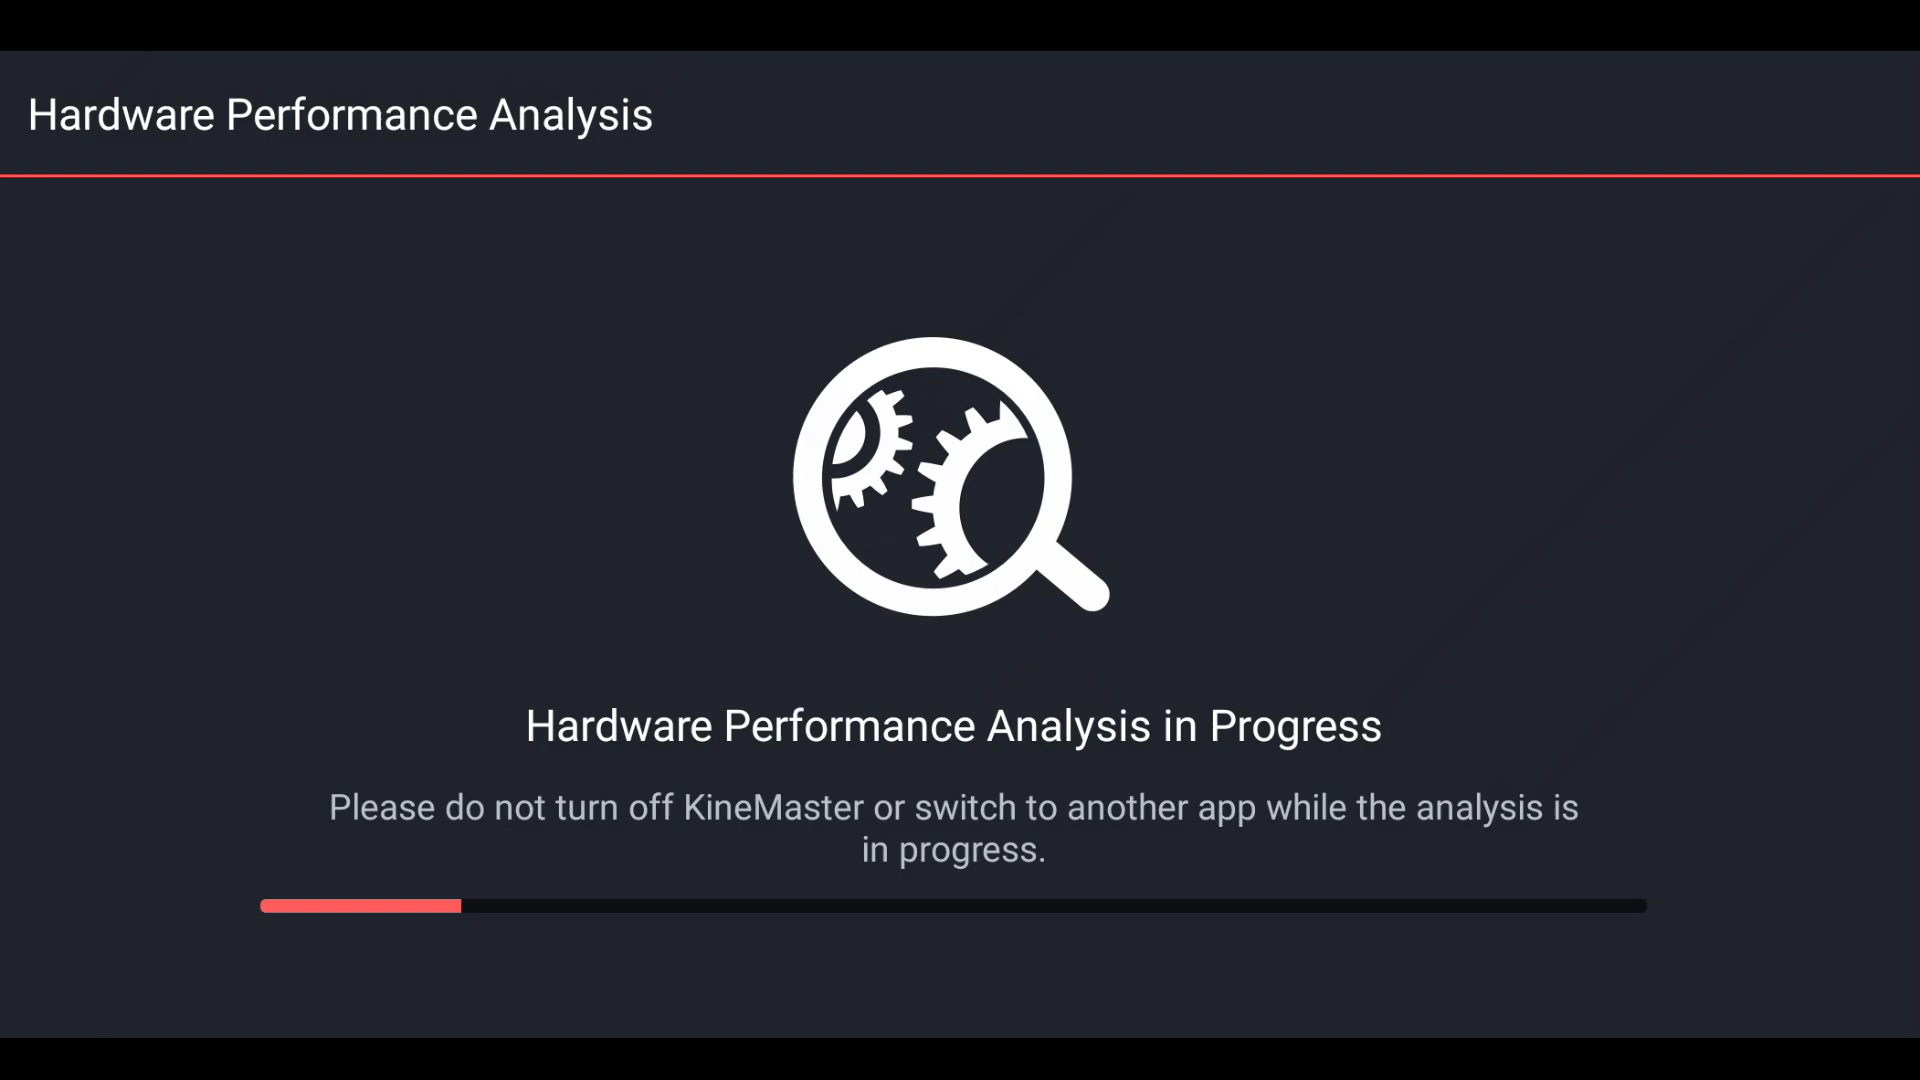 Hardware Performance Analysis
Hardware Performance Analysis in Progress
Please do not turn off KineMaster or switch to another app while the analysis is
in progress.